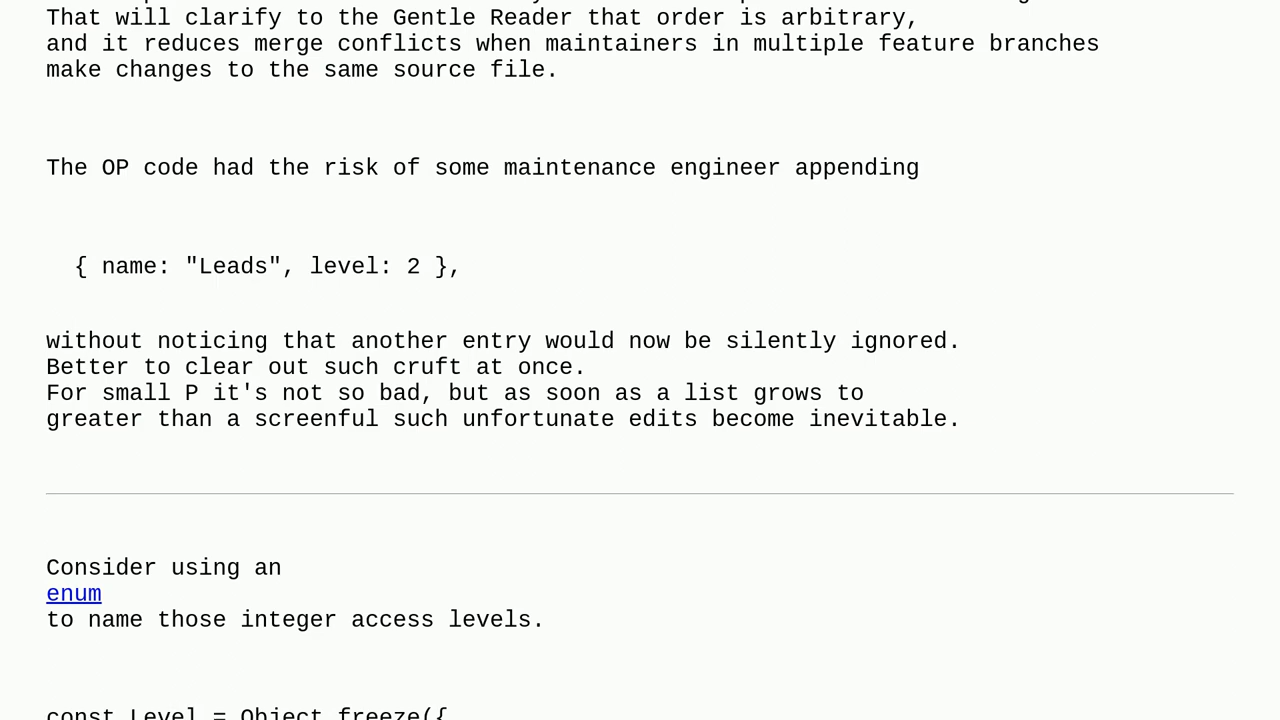 That will clarify to the Gentle Reader that order is arbitrary,
and it reduces merge conflicts when maintainers in multiple feature branches
make changes to the same source file.
The OP code had the risk of some maintenance engineer appending
{ name: "Leads", level: 2 },
without noticing that another entry would now be silently ignored.
Better to clear out such cruft at once.
For small P it's not so bad, but as soon as a list grows to
greater than a screenful such unfortunate edits become inevitable.
Consider using an
enum
to name those integer access levels.
const Level = Object.freeze({